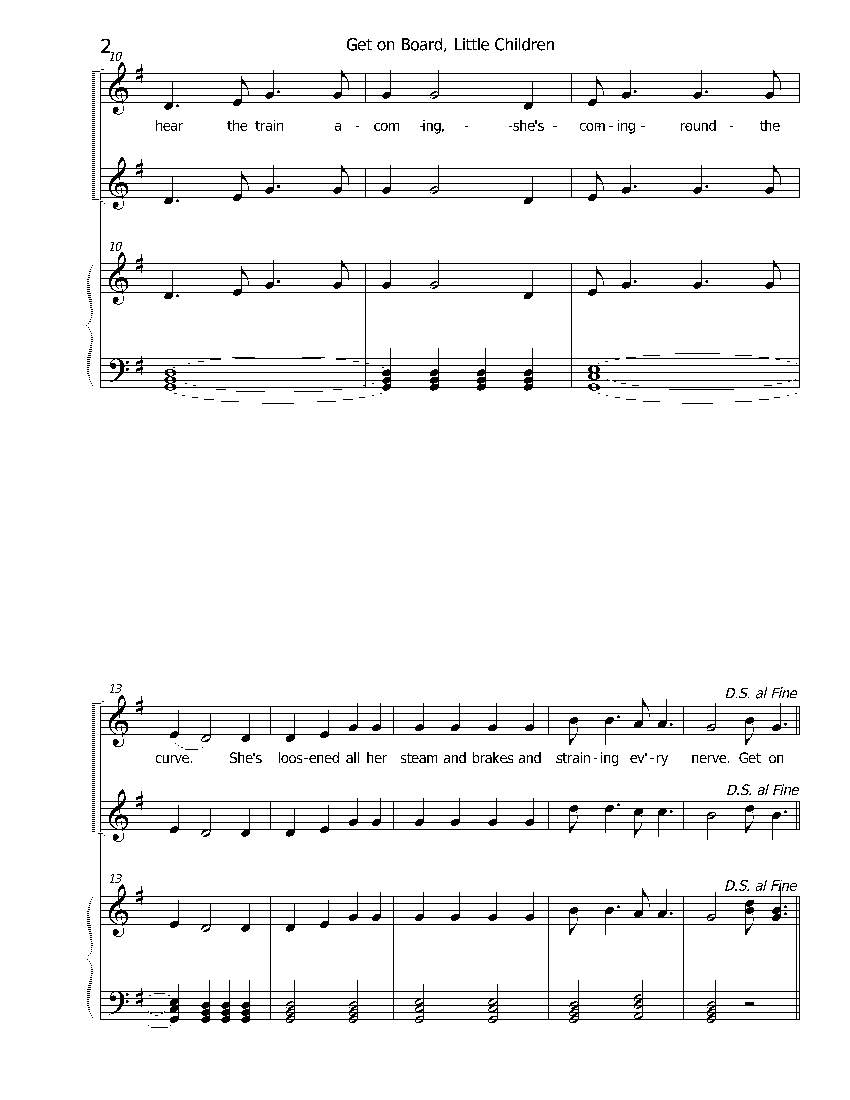 2
Get on Board, Little Children
10
hear the train a - com -ing, - -she's - com - ing - round - the
10
13
D.S. al Fine
curve. She's loos-ened all her steam and brakes and strain-ing ev'-ry nerve. Get on
D.S. al Fine
13
D.S. al Fine